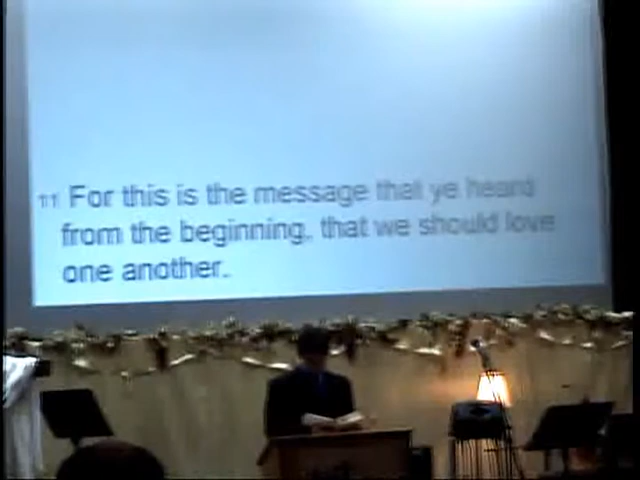 11 For this is the message that ye heard
from the beginning, that we should love
one another.